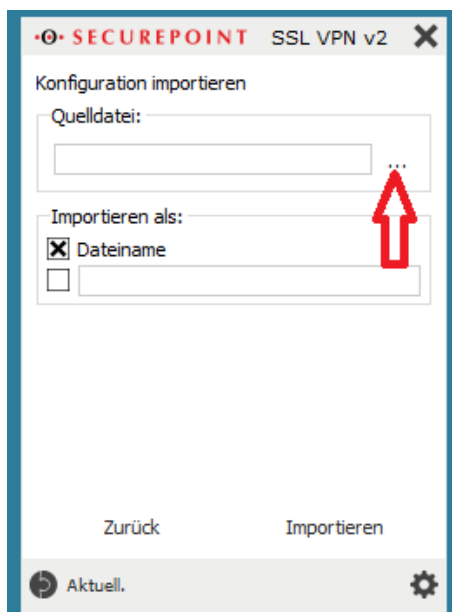 SECUREPOINT SSL VPN v2
Konfiguration importieren
Quelldatei:
...
Importieren als:
Dateiname
Zurück Importieren
Aktuell.